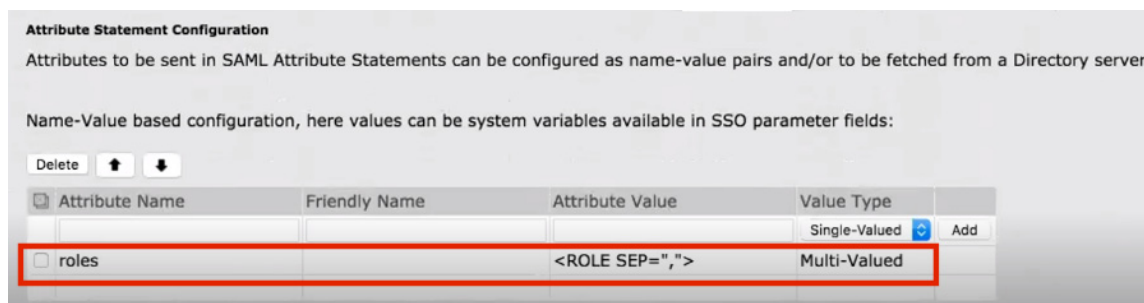 Attribute Statement Configuration
Attributes to be sent in SAML Attribute Statements can be configured as name-value pairs and/or to be fetched from a Directory server
Name-Value based configuration, here values can be system variables available in SSO parameter fields:
Delete
Attribute Name Friendly Name Attribute Value Value Type
Single-Valued Add
roles <ROLE SEP=","> Multi-Valued